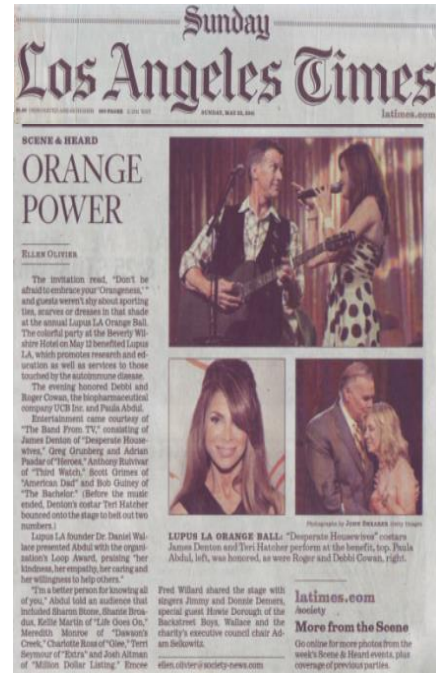 Sunday
Los Angeles Times
SUNDAY, MAY 22,
latimes.com
SCENE & HEARD
ORANGE
POWER
ELLEN OLIVIER
The invitation read, "Don't be
afraid to embrace your 'Orangeness,' "
and guests weren't shy about sporting
ties, scarves or dresses in that shade
at the annual Lupus LA Orange Ball.
The colorful party at the Beverly Wil-
shire Hotel on May 12 benefited Lupus
LA, which promotes research and ed-
ucation as well as services to those
touched by the autoimmune disease.
The evening honored Debbi and
Roger Cowan, the biopharmaceutical
company UCB Inc. and Paula Abdul.
Entertainment came courtesy of
"The Band From TV," consisting of
James Denton of "Desperate House-
wives," Greg Grunberg and Adrian
Pasdar of "Heroes," Anthony Ruivivar
of "Third Watch," Scott Grimes of
"American Dad" and Bob Guiney of
"The Bachelor." (Before the music
ended, Denton's costar Teri Hatcher
bounced onto the stage to belt out two
numbers.)
Lupus LA founder Dr. Daniel Wal-
lace presented Abdul with the organi-
zation's Loop Award, praising "her
kindness, her empathy, her caring and
her willingness to help others."
"I'm a better person for knowing all
of you," Abdul told an audience that
included Sharon Stone, Shante Broa-
dus, Kellie Martin of "Life Goes On,"
Meredith Monroe of "Dawson's
Creek," Charlotte Ross of "Glee," Terri
Seymour of "Extra" and Josh Altman
of "Million Dollar Listing." Emcee
Photographs by JOHN Getty Images
LUPUS LA ORANGE BALL: "Desperate Housewives" costars
James Denton and Teri Hatcher perform at the benefit, top. Paula
Abdul, left, was honored, as were Roger and Debbi Cowan, right.
Fred Willard shared the stage with
singers Jimmy and Donnie Demers,
special guest Howie Dorough of the
Backstreet Boys, Wallace and the
charity's executive council chair Ad-
am Selkowitz.
ellen.olivier@society-news.com
latimes.com
/society
More from the Scene
Go online for more photos from the
week's Scene & Heard events, plus
coverage of previous parties.